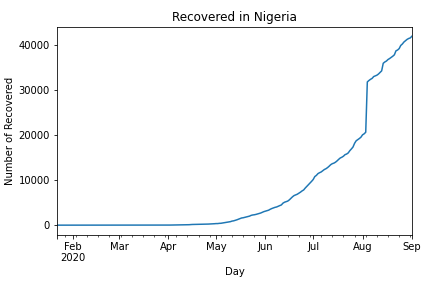 Recovered in Nigeria
Number of Recovered
40000
30000
20000
10000
0
Feb Mar Apr May Jun Jul Aug Sep
2020
Day